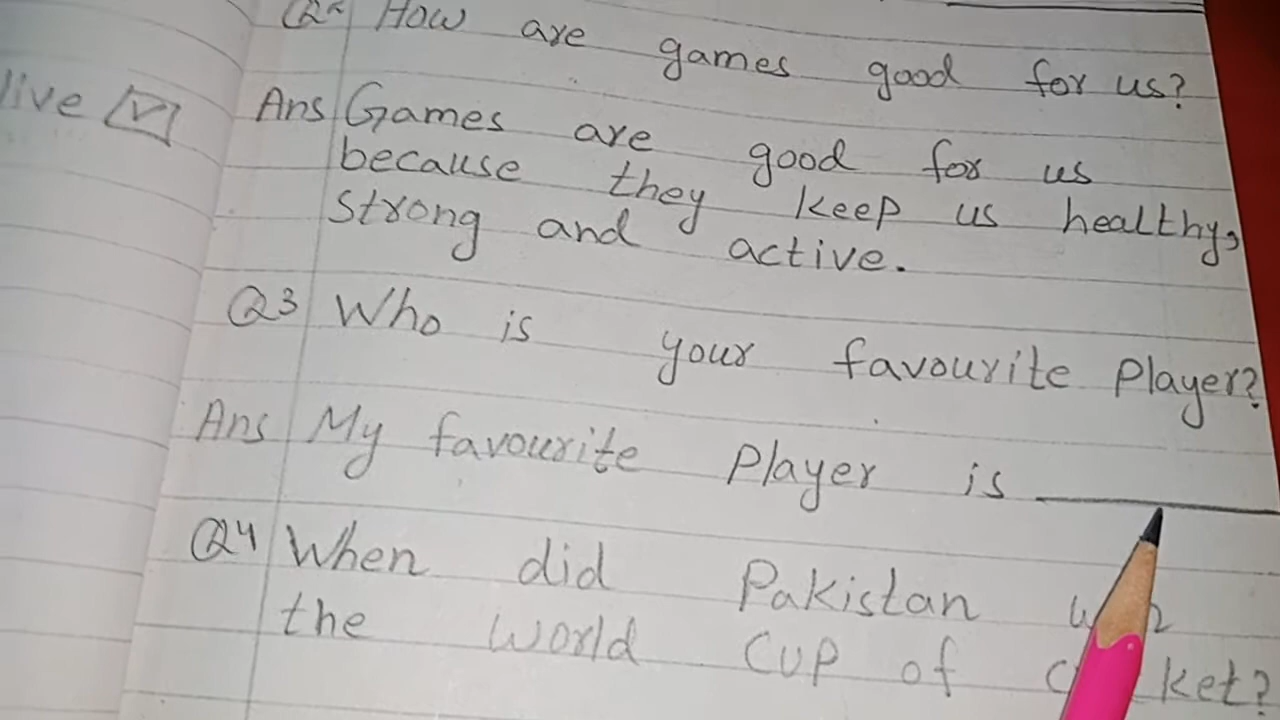 Q2 How are games good for us?
live
Ans Games are good for us
because they keep us healthy,
strong and active.
Q3 Who is your favourite Player?
Ans My favourite Player is
Q4 When did Pakistan
the world Cup of